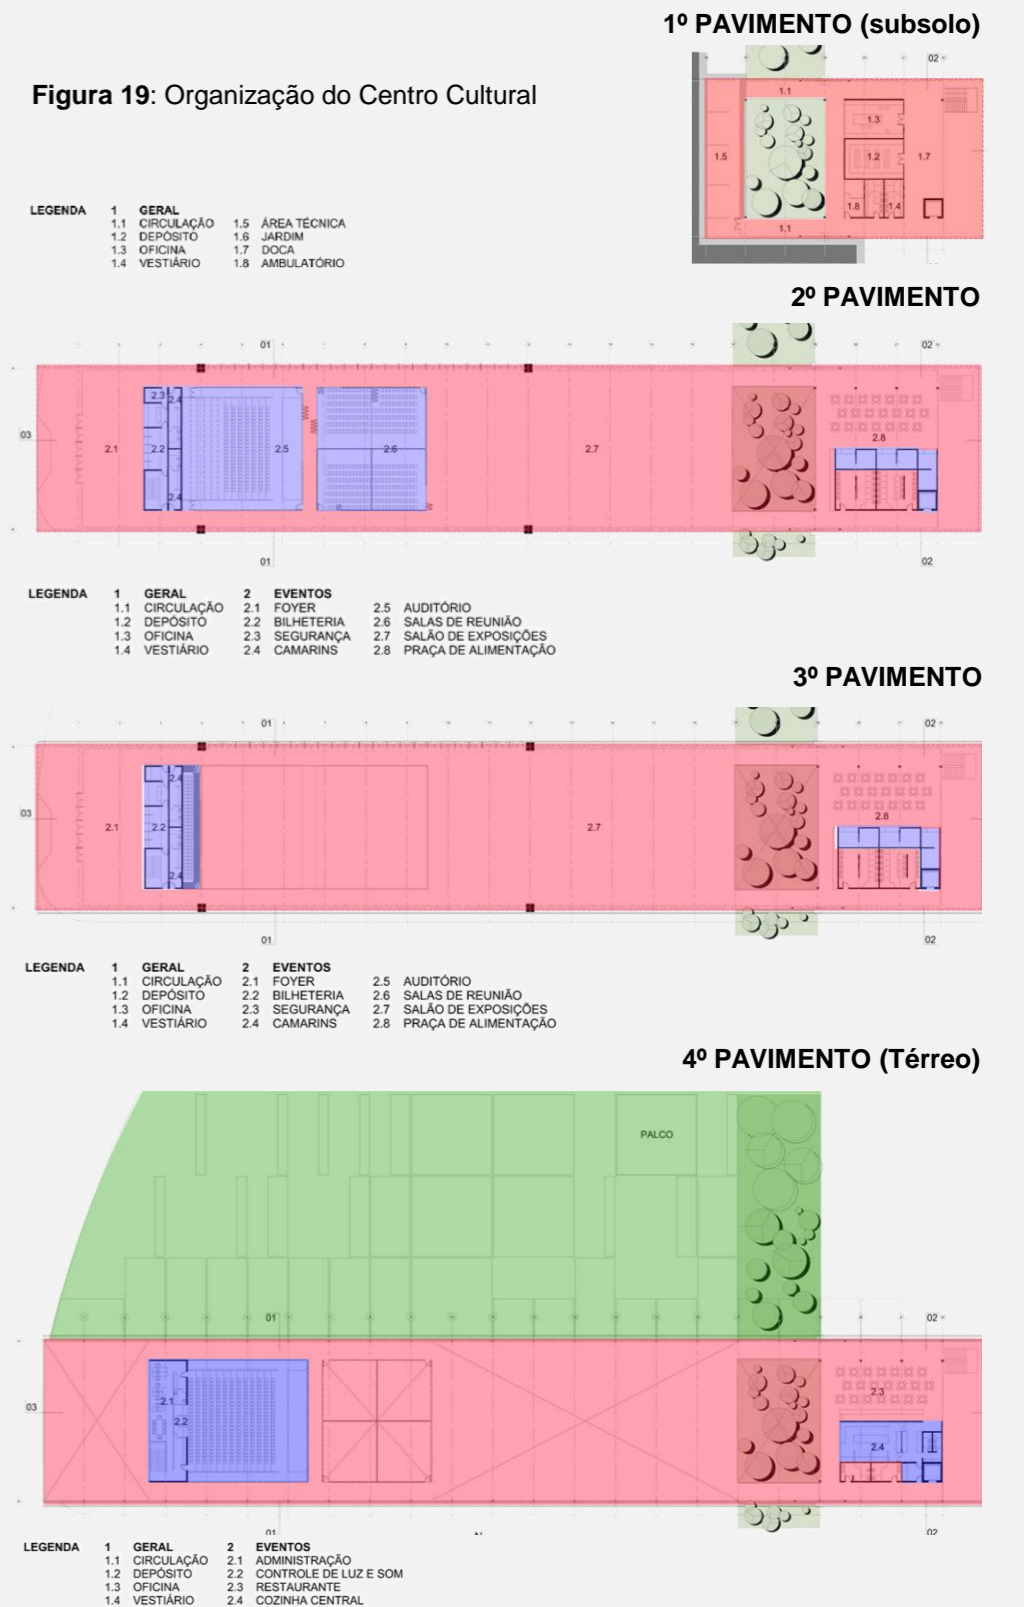 1º PAVIMENTO (subsolo)
Figura 19: Organização do Centro Cultural
02
1.1
1.3
1.5
1.2
1.7
1.8
1.4
1.1
LEGENDA 1 GERAL
1.1 CIRCULAÇÃO 1.5 ÁREA TÉCNICA
1.2 DEPÓSITO 1.6 JARDIM
1.3 OFICINA 1.7 DOCA
1.4 VESTIÁRIO 1.8 AMBULATÓRIO
2º PAVIMENTO
01 02
2.3 2.4
03 2.1 2.2 2.5 2.6 2.7 2.8
2.4
01 02
LEGENDA 1 GERAL 2 EVENTOS
1.1 CIRCULAÇÃO 2.1 FOYER 2.5 AUDITÓRIO
1.2 DEPÓSITO 2.2 BILHETERIA 2.6 SALAS DE REUNIÃO
1.3 OFICINA 2.3 SEGURANÇA 2.7 SALÃO DE EXPOSIÇÕES
1.4 VESTIÁRIO 2.4 CAMARINS 2.8 PRAÇA DE ALIMENTAÇÃO
3º PAVIMENTO
01 02
2.4
03 2.1 2.2 2.7 2.8
2.4
01 02
LEGENDA 1 GERAL 2 EVENTOS
1.1 CIRCULAÇÃO 2.1 FOYER 2.5 AUDITÓRIO
1.2 DEPÓSITO 2.2 BILHETERIA 2.6 SALAS DE REUNIÃO
1.3 OFICINA 2.3 SEGURANÇA 2.7 SALÃO DE EXPOSIÇÕES
1.4 VESTIÁRIO 2.4 CAMARINS 2.8 PRAÇA DE ALIMENTAÇÃO
4º PAVIMENTO (Térreo)
PALCO
01 02
2.1 2.3
03 2.2
2.4
01 02
LEGENDA 1 GERAL 2 EVENTOS
1.1 CIRCULAÇÃO 2.1 ADMINISTRAÇÃO
1.2 DEPÓSITO 2.2 CONTROLE DE LUZ E SOM
1.3 OFICINA 2.3 RESTAURANTE
1.4 VESTIÁRIO 2.4 COZINHA CENTRAL